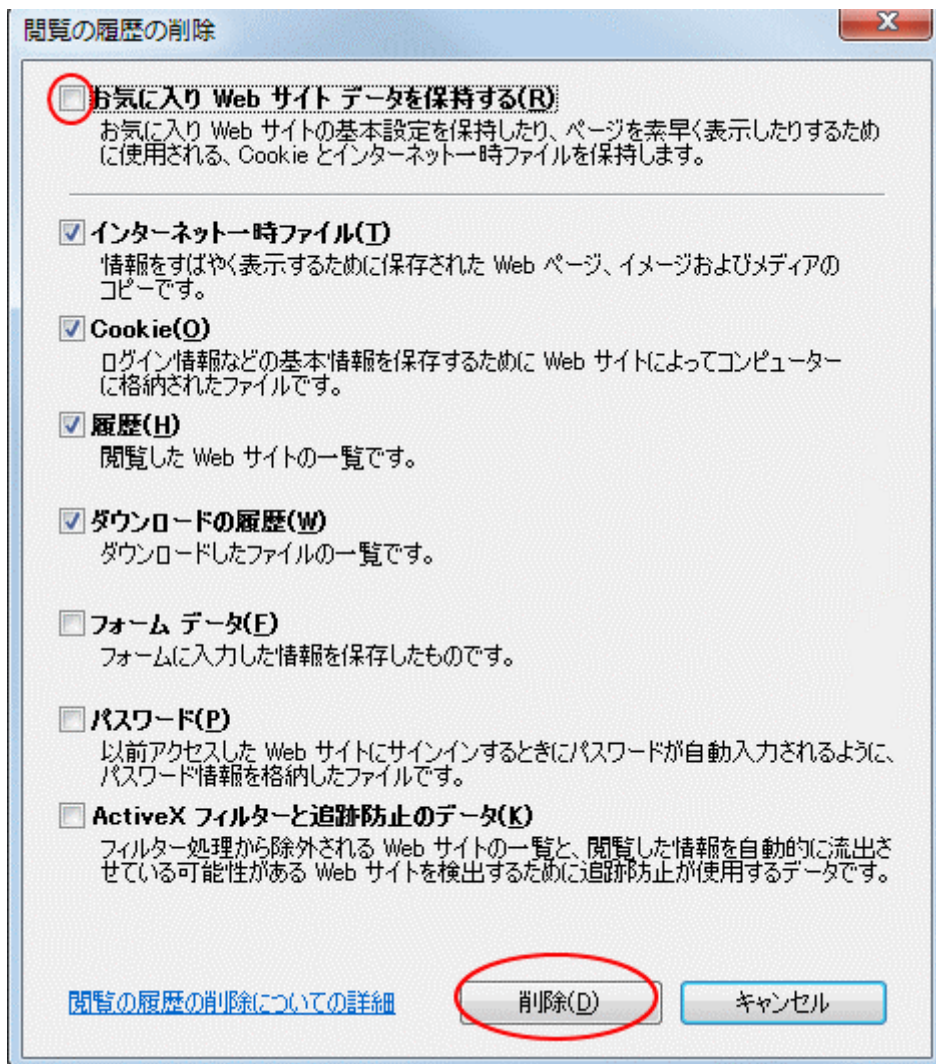 閲覧の履歴の削除
お気に入り Web サイト データを保持する(R)
お気に入り Web サイトの基本設定を保持したり、ページを素早く表示したりするため
に使用される、Cookie とインターネット一時ファイルを保持します。
インターネット一時ファイル(T)
情報をすばやく表示するために保存された Web ページ、イメージおよびメディアの
コピーです。
Cookie(O)
ログイン情報などの基本情報を保存するために Web サイトによってコンピューター
に格納されたファイルです。
履歴(H)
閲覧した Web サイトの一覧です。
ダウンロードの履歴(W)
ダウンロードしたファイルの一覧です。
フォーム データ(F)
フォームに入力した情報を保存したものです。
パスワード(P)
以前アクセスした Web サイトにサインインするときにパスワードが自動入力されるように、
パスワード情報を格納したファイルです。
ActiveX フィルターと追跡防止のデータ(K)
フィルター処理から除外される Web サイトの一覧と、閲覧した情報を自動的に流出さ
せている可能性がある Web サイトを検出するために追跡防止が使用するデータです。
閲覧の履歴の削除についての詳細 削除(D) キャンセル